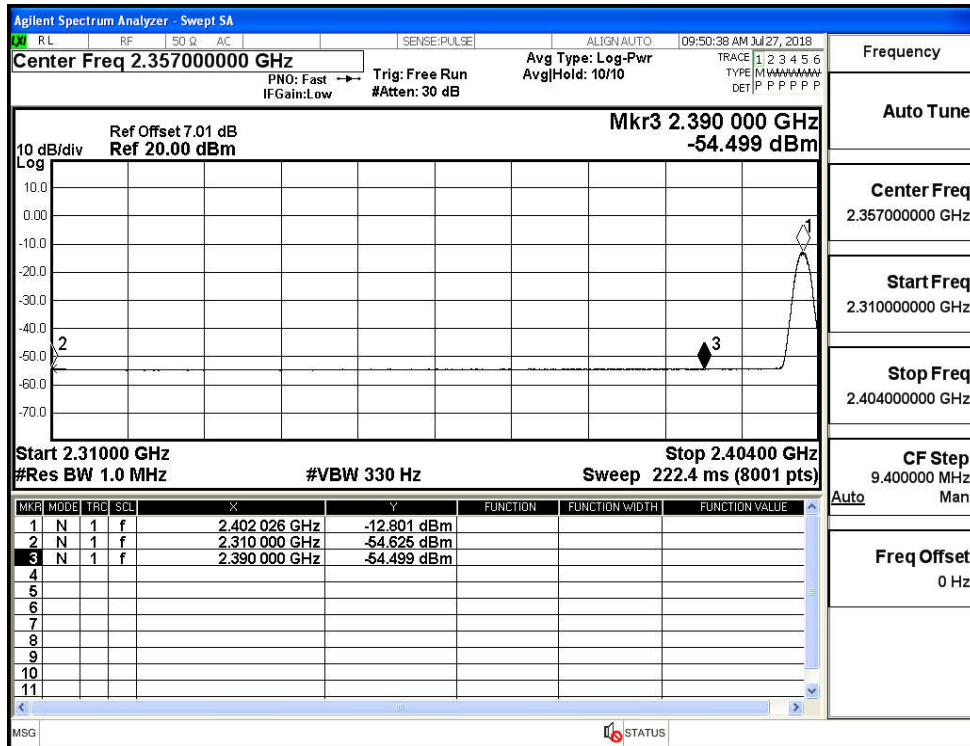 Agilent Spectrum Analyzer - Swept SA
LXI RL RF 50 Ω AC SENSE:PULSE ALIGN AUTO 09:50:38 AM Jul 27, 2018
Center Freq 2.357000000 GHz
PNO: Fast
IFGain:Low
Trig: Free Run
#Atten: 30 dB
Avg Type: Log-Pwr
Avg|Hold: 10/10
TRACE 1 2 3 4 5 6
TYPE M W W W W W
DET P P P P P P
Mkr3 2.390 000 GHz
-54.499 dBm
Ref Offset 7.01 dB
10 dB/div Ref 20.00 dBm
Log
10.0
0.00
-10.0
-20.0
-30.0
-40.0
-50.0
-60.0
-70.0
1
2
3
Start 2.31000 GHz Stop 2.40400 GHz
#Res BW 1.0 MHz #VBW 330 Hz Sweep 222.4 ms (8001 pts)
MKR MODE TRC SCL X Y FUNCTION FUNCTION WIDTH FUNCTION VALUE
1 N 1 f 2.402 026 GHz -12.801 dBm
2 N 1 f 2.310 000 GHz -54.625 dBm
3 N 1 f 2.390 000 GHz -54.499 dBm
4
5
6
7
8
9
10
11
MSG STATUS
Frequency
Auto Tune
Center Freq
2.357000000 GHz
Start Freq
2.310000000 GHz
Stop Freq
2.404000000 GHz
CF Step
9.400000 MHz
Auto Man
Freq Offset
0 Hz